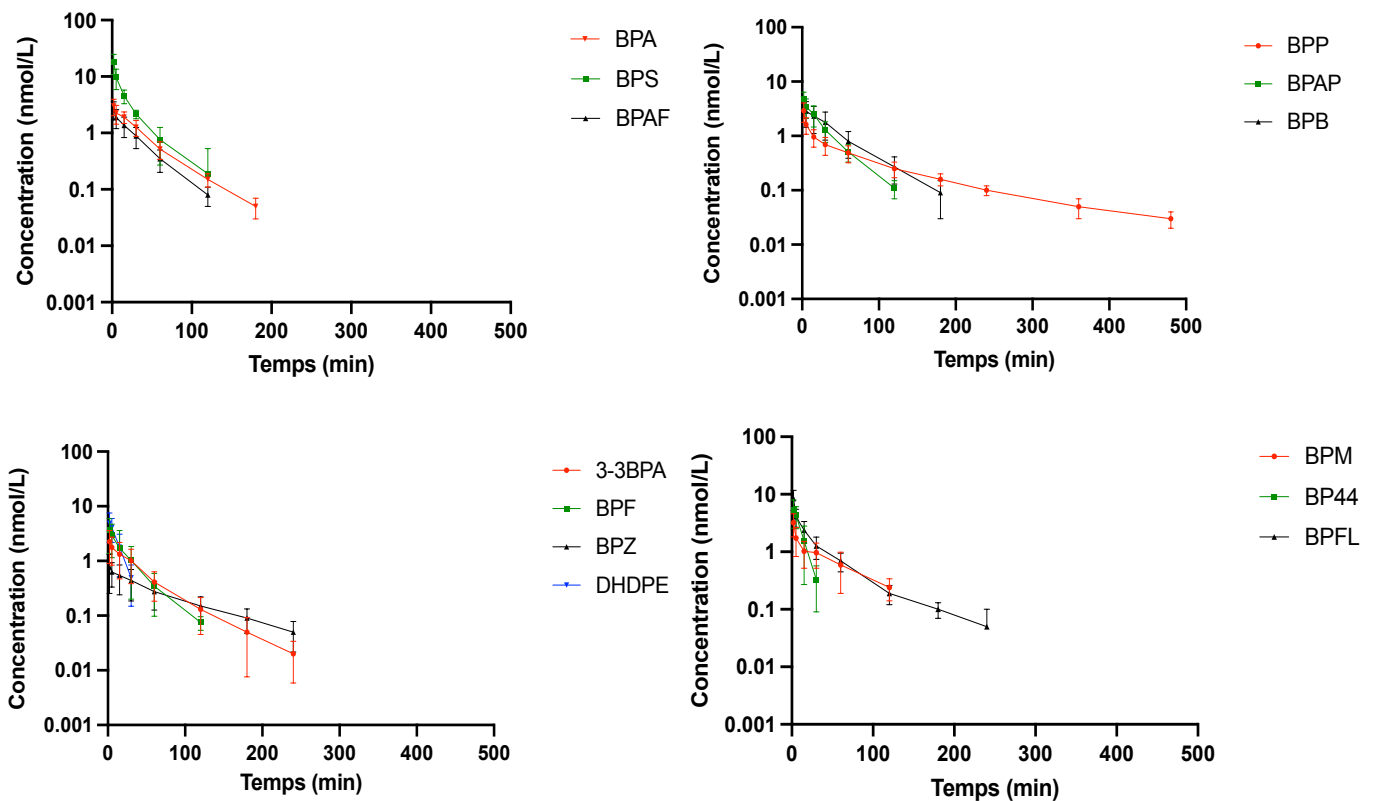 Concentration (nmol/L)
100
10
1
0.1
0.01
0.001
0 100 200 300 400 500
Temps (min)
BPA
BPS
BPAF
Concentration (nmol/L)
100
10
1
0.1
0.01
0.001
0 100 200 300 400 500
Temps (min)
BPP
BPAP
BPB
Concentration (nmol/L)
100
10
1
0.1
0.01
0.001
0 100 200 300 400 500
Temps (min)
3-3BPA
BPF
BPZ
DHDPE
Concentration (nmol/L)
100
10
1
0.1
0.01
0.001
0 100 200 300 400 500
Temps (min)
BPM
BP44
BPFL